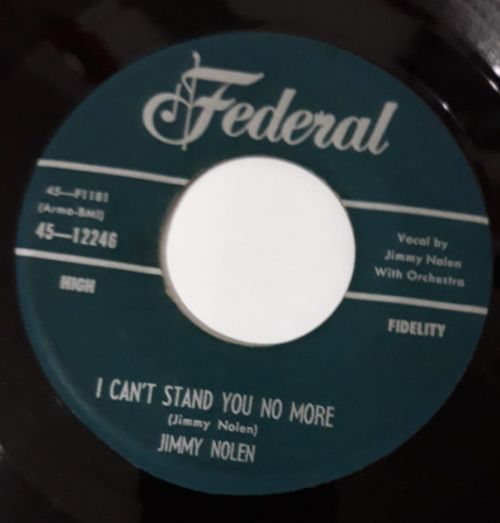 Federal
45—F1181
(Armo-BMI)
45—12246
Vocal by
Jimmy Nolen
With Orchestra
HIGH
FIDELITY
I CAN'T STAND YOU NO MORE
(Jimmy Nolen)
JIMMY NOLEN